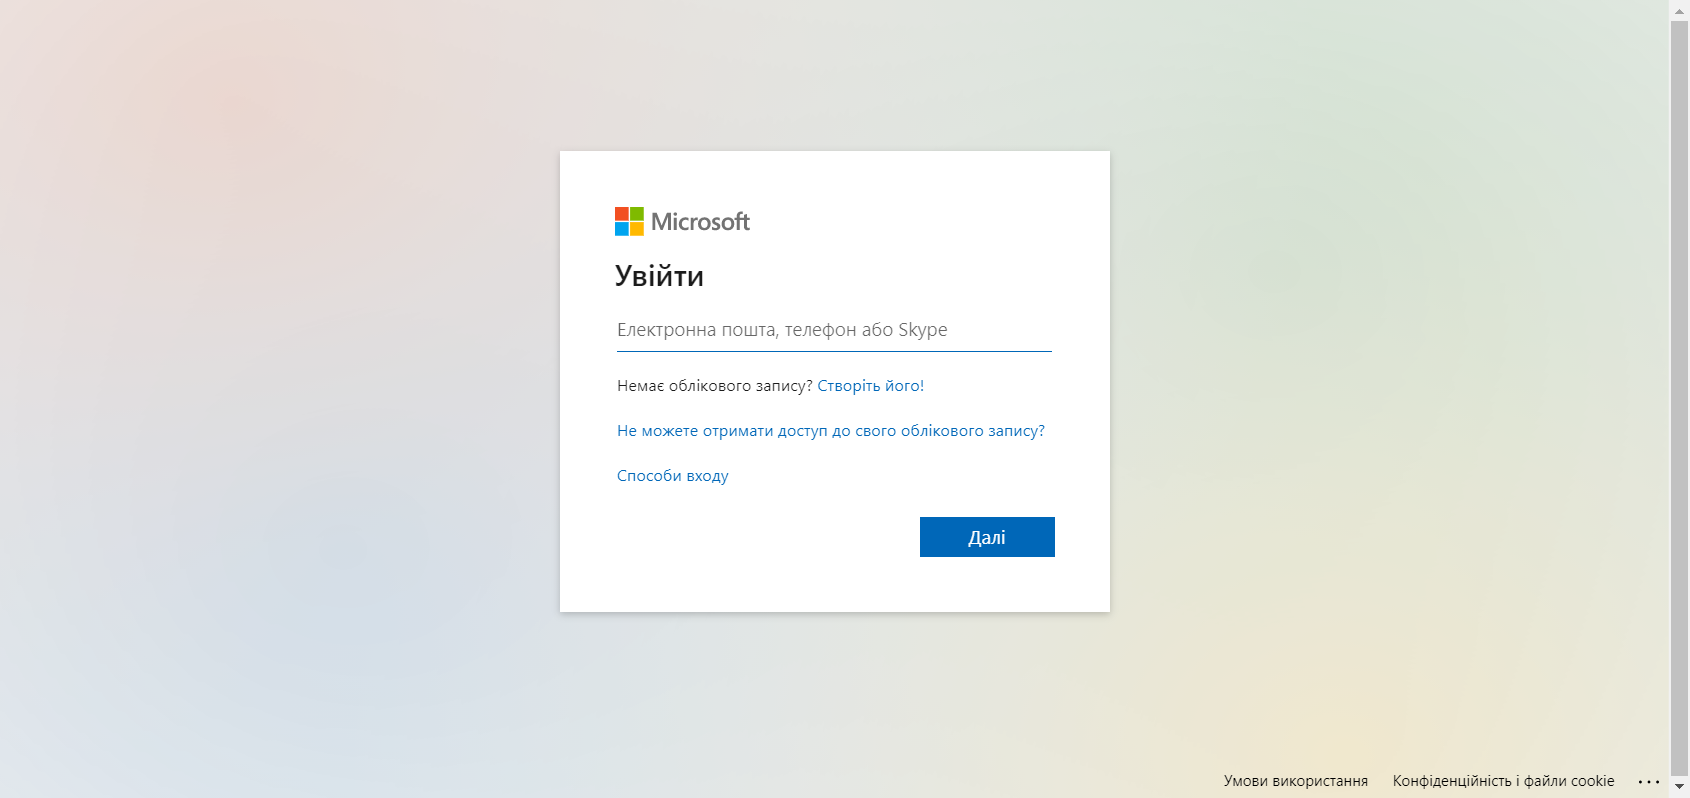 Microsoft
Увійти
Електронна пошта, телефон або Skype
Немає облікового запису? Створіть його!
Не можете отримати доступ до свого облікового запису?
Способи входу
Далі
Умови використання Конфіденційність і файли cookie ...